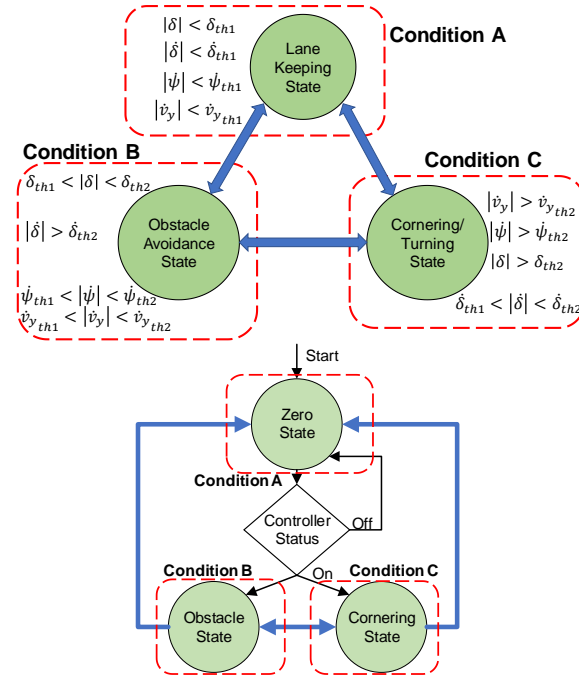 Condition A
|δ| < δ_th1
|δ̇| < δ̇_th1
|ψ̇| < ψ̇_th1
|v̇_y| < v̇_y_th1
Lane
Keeping
State
Condition B
δ_th1 < |δ| < δ_th2
|δ̇| > δ̇_th2
ψ̇_th1 < |ψ̇| < ψ̇_th2
v̇_y_th1 < |v̇_y| < v̇_y_th2
Obstacle
Avoidance
State
Condition C
Cornering/
Turning
State
|v̇_y| > v̇_y_th2
|ψ̇| > ψ̇_th2
|δ| > δ_th2
δ̇_th1 < |δ̇| < δ̇_th2
Start
Zero
State
Condition A
Controller
Status
Off
On
Condition B
Condition C
Obstacle
State
Cornering
State